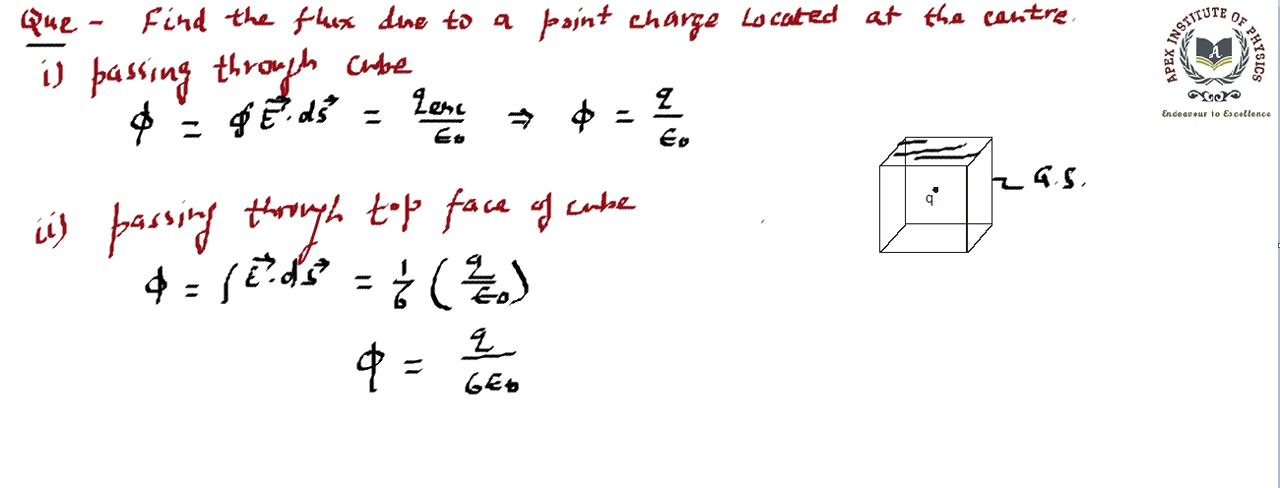 Que - Find the flux due to a point charge Located at the centre.
i) passing through cube
ϕ = ∮ E⃗.ds⃗ = qenc/ϵ0 ⇒ ϕ = q/ϵ0
ii) passing through top face of cube
ϕ = ∫ E⃗.ds⃗ = 1/6 (q/ϵ0)
ϕ = q/6ϵ0
q
G.S.
APEX INSTITUTE OF PHYSICS
A
Endeavour to Excellence